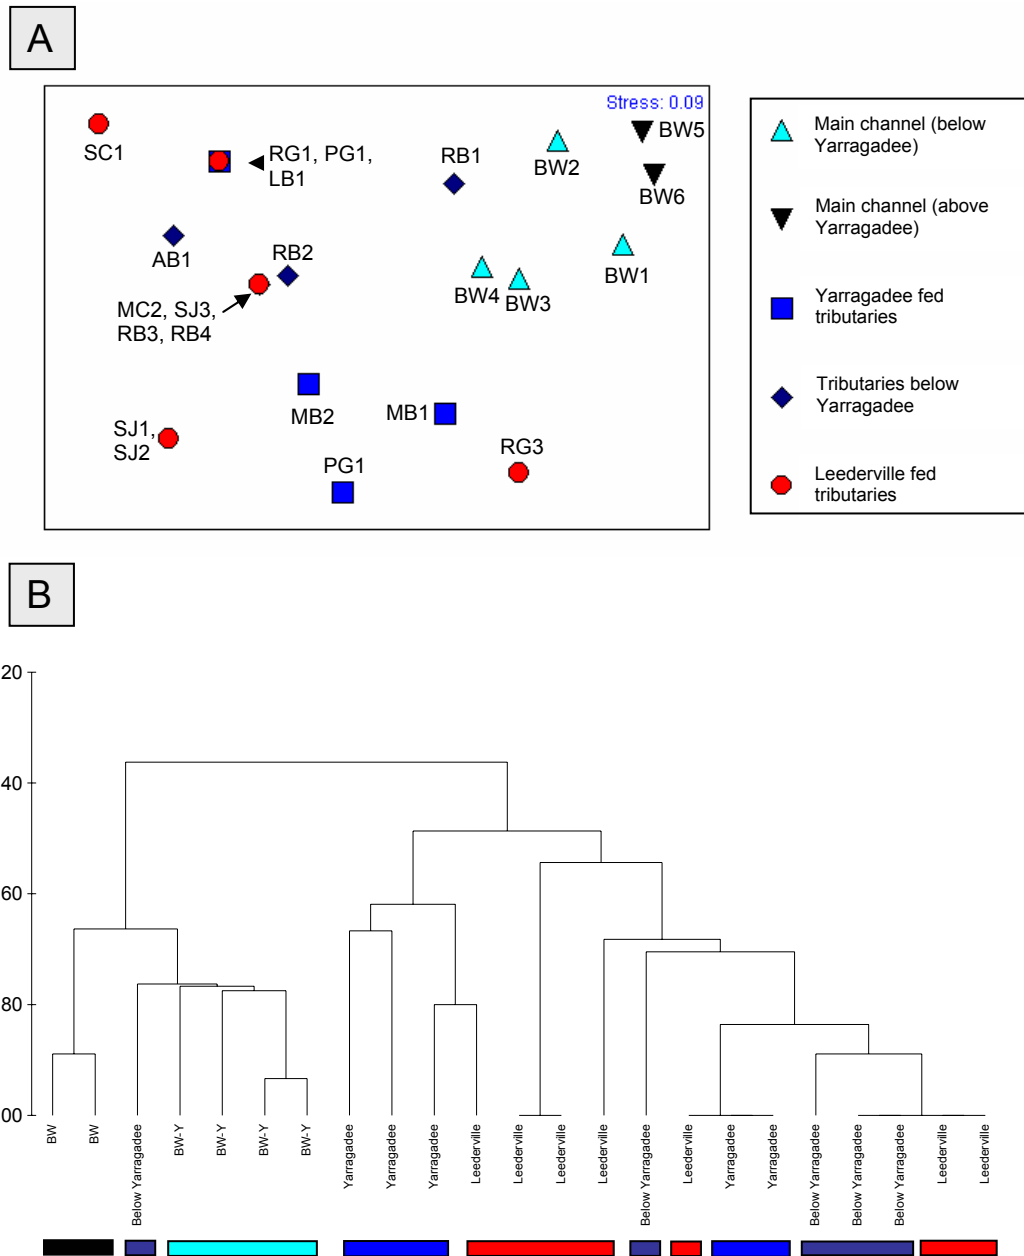 A
Stress: 0.09
SC1
RG1, PG1,
LB1
RB1
BW2
BW5
BW6
AB1
RB2
BW1
BW4
BW3
MC2, SJ3,
RB3, RB4
MB2
MB1
SJ1,
SJ2
PG1
RG3
Main channel (below
Yarragadee)
Main channel (above
Yarragadee)
Yarragadee fed
tributaries
Tributaries below
Yarragadee
Leederville fed
tributaries
B
20
40
60
80
00
BW
BW
Below Yarragadee
BW-Y
BW-Y
BW-Y
BW-Y
Yarragadee
Yarragadee
Yarragadee
Leederville
Leederville
Leederville
Leederville
Below Yarragadee
Leederville
Yarragadee
Yarragadee
Below Yarragadee
Below Yarragadee
Below Yarragadee
Leederville
Leederville